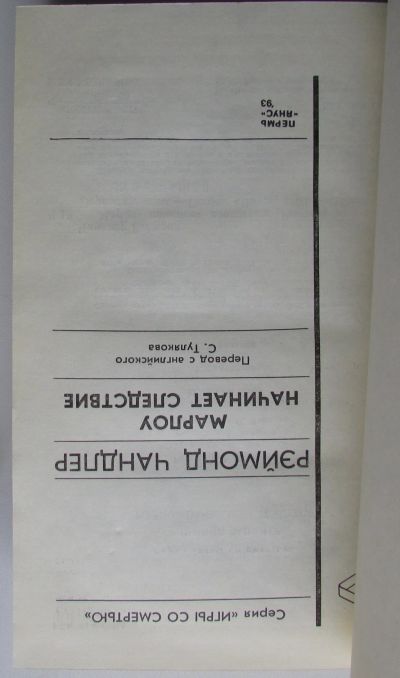 Серия «ИГРЫ СО СМЕРТЬЮ»
РЭЙМОНД ЧАНДЛЕР
МАРЛОУ
НАЧИНАЕТ СЛЕДСТВИЕ
Перевод с английского
С. Тулякова
ПЕРМЬ
«ЯНУС»
'93